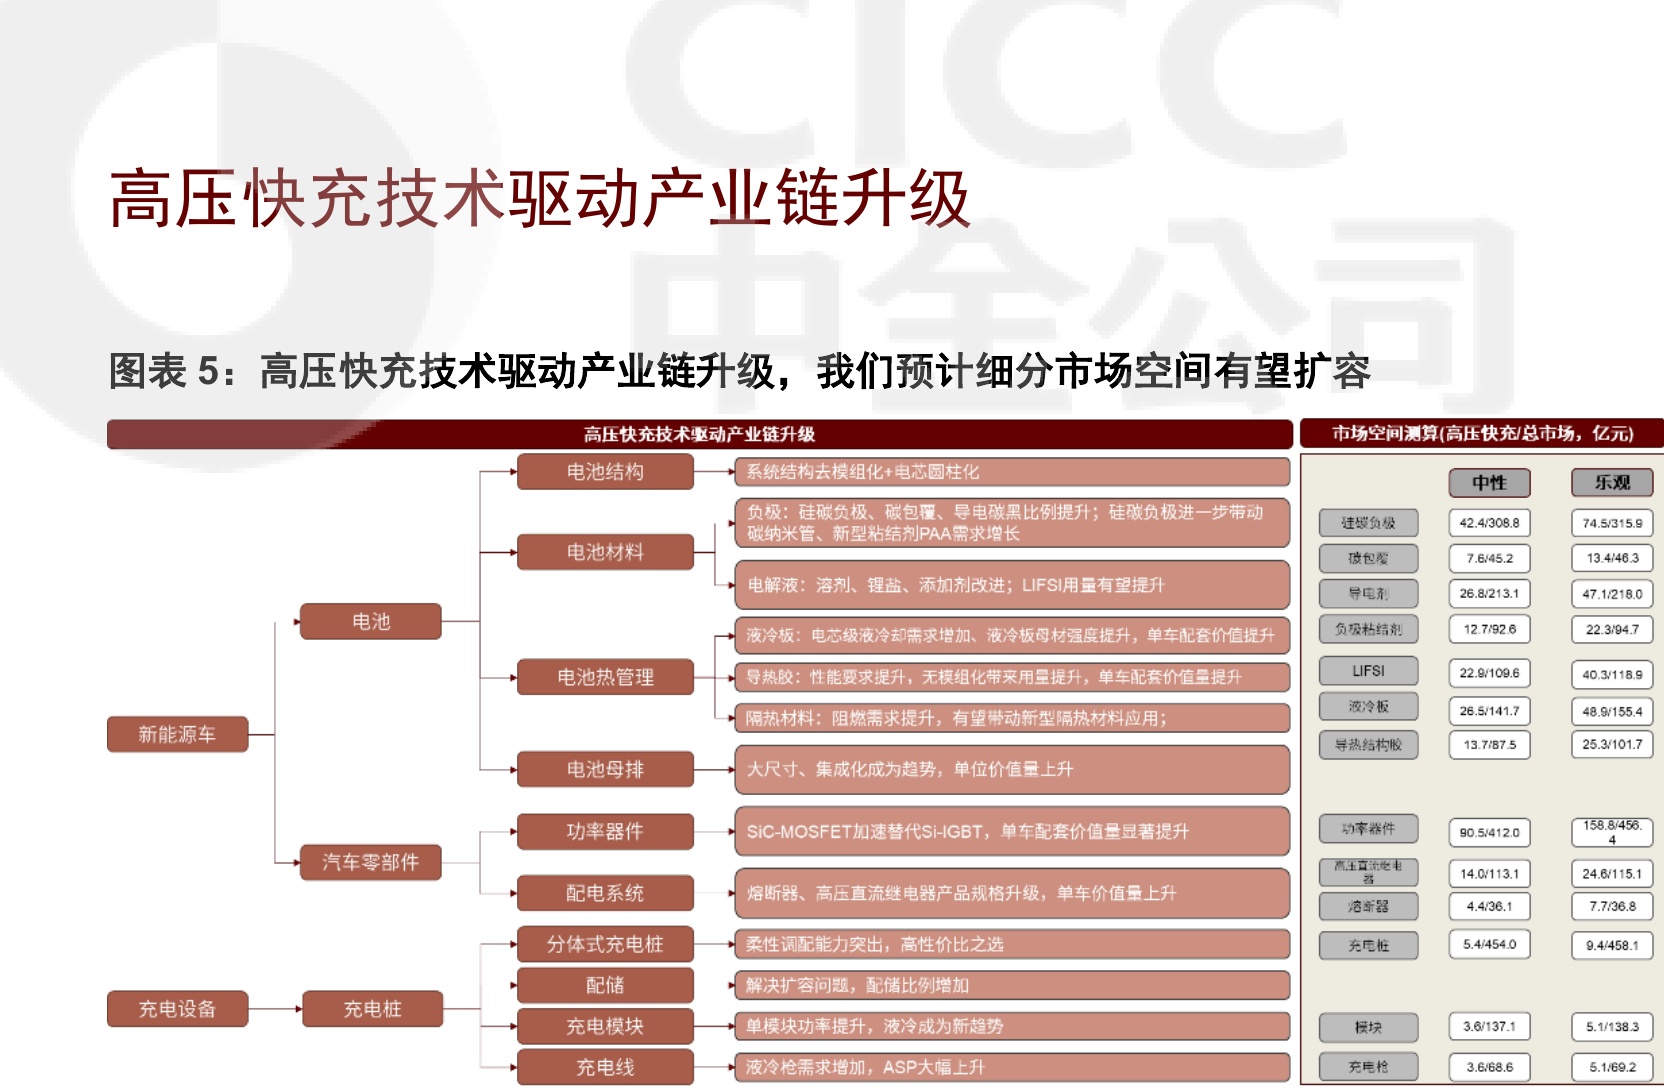 CICC
中金公司
高压快充技术驱动产业链升级
图表 5：高压快充技术驱动产业链升级，我们预计细分市场空间有望扩容
高压快充技术驱动产业链升级
新能源车
电池
电池结构
系统结构去模组化+电芯圆柱化
电池材料
负极：硅碳负极、碳包覆、导电碳黑比例提升；硅碳负极进一步带动
碳纳米管、新型粘结剂PAA需求增长
电解液：溶剂、锂盐、添加剂改进；LIFSI用量有望提升
电池热管理
液冷板：电芯级液冷却需求增加、液冷板母材强度提升，单车配套价值提升
导热胶：性能要求提升，无模组化带来用量提升，单车配套价值量提升
隔热材料：阻燃需求提升，有望带动新型隔热材料应用；
电池母排
大尺寸、集成化成为趋势，单位价值量上升
汽车零部件
功率器件
SiC-MOSFET加速替代Si-IGBT，单车配套价值量显著提升
配电系统
熔断器、高压直流继电器产品规格升级，单车价值量上升
充电设备
充电桩
分体式充电桩
柔性调配能力突出，高性价比之选
配储
解决扩容问题，配储比例增加
充电模块
单模块功率提升，液冷成为新趋势
充电线
液冷枪需求增加，ASP大幅上升
市场空间测算(高压快充/总市场，亿元)
中性 乐观
硅碳负极 42.4/308.8 74.5/315.9
碳包覆 7.6/45.2 13.4/46.3
导电剂 26.8/213.1 47.1/218.0
负极粘结剂 12.7/92.6 22.3/94.7
LIFSI 22.9/109.6 40.3/118.9
液冷板 26.5/141.7 48.9/155.4
导热结构胶 13.7/87.5 25.3/101.7
功率器件 90.5/412.0 158.8/456.
4
高压直流继电
器 14.0/113.1 24.6/115.1
熔断器 4.4/36.1 7.7/36.8
充电桩 5.4/454.0 9.4/458.1
模块 3.6/137.1 5.1/138.3
充电枪 3.6/68.6 5.1/69.2